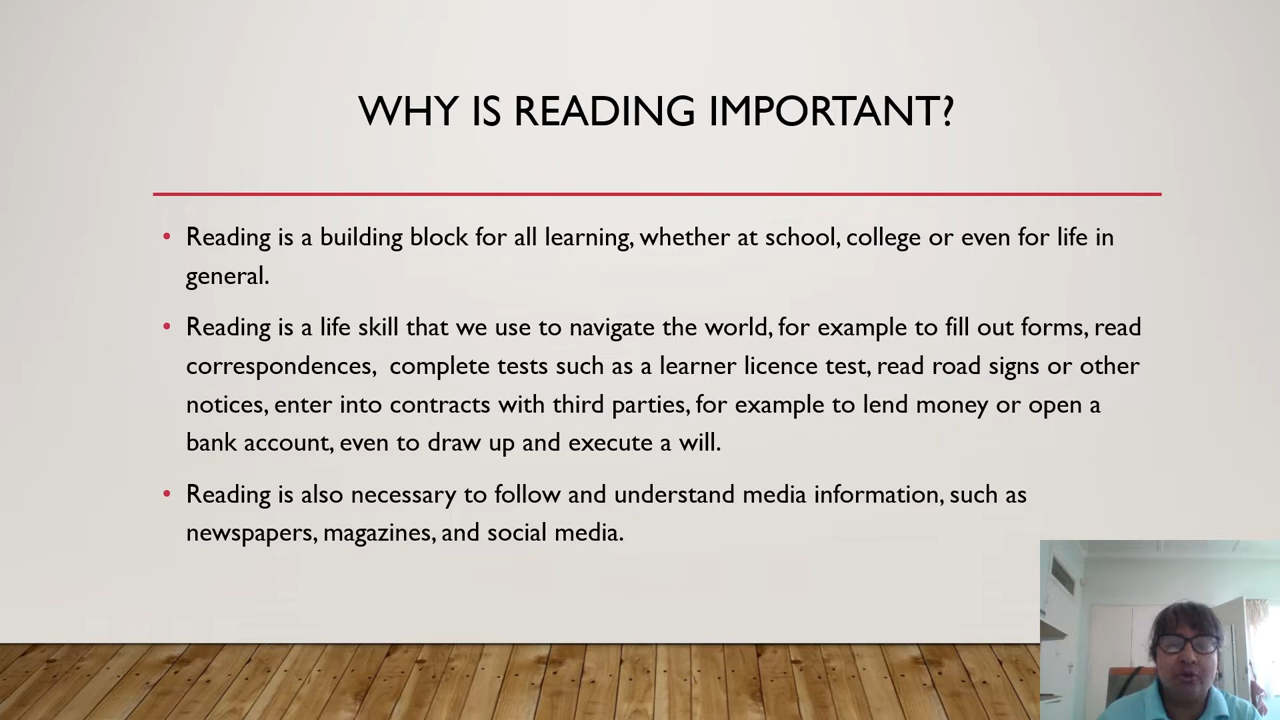 WHY IS READING IMPORTANT?
• Reading is a building block for all learning, whether at school, college or even for life in
general.
• Reading is a life skill that we use to navigate the world, for example to fill out forms, read
correspondences,  complete tests such as a learner licence test, read road signs or other
notices, enter into contracts with third parties, for example to lend money or open a
bank account, even to draw up and execute a will.
• Reading is also necessary to follow and understand media information, such as
newspapers, magazines, and social media.